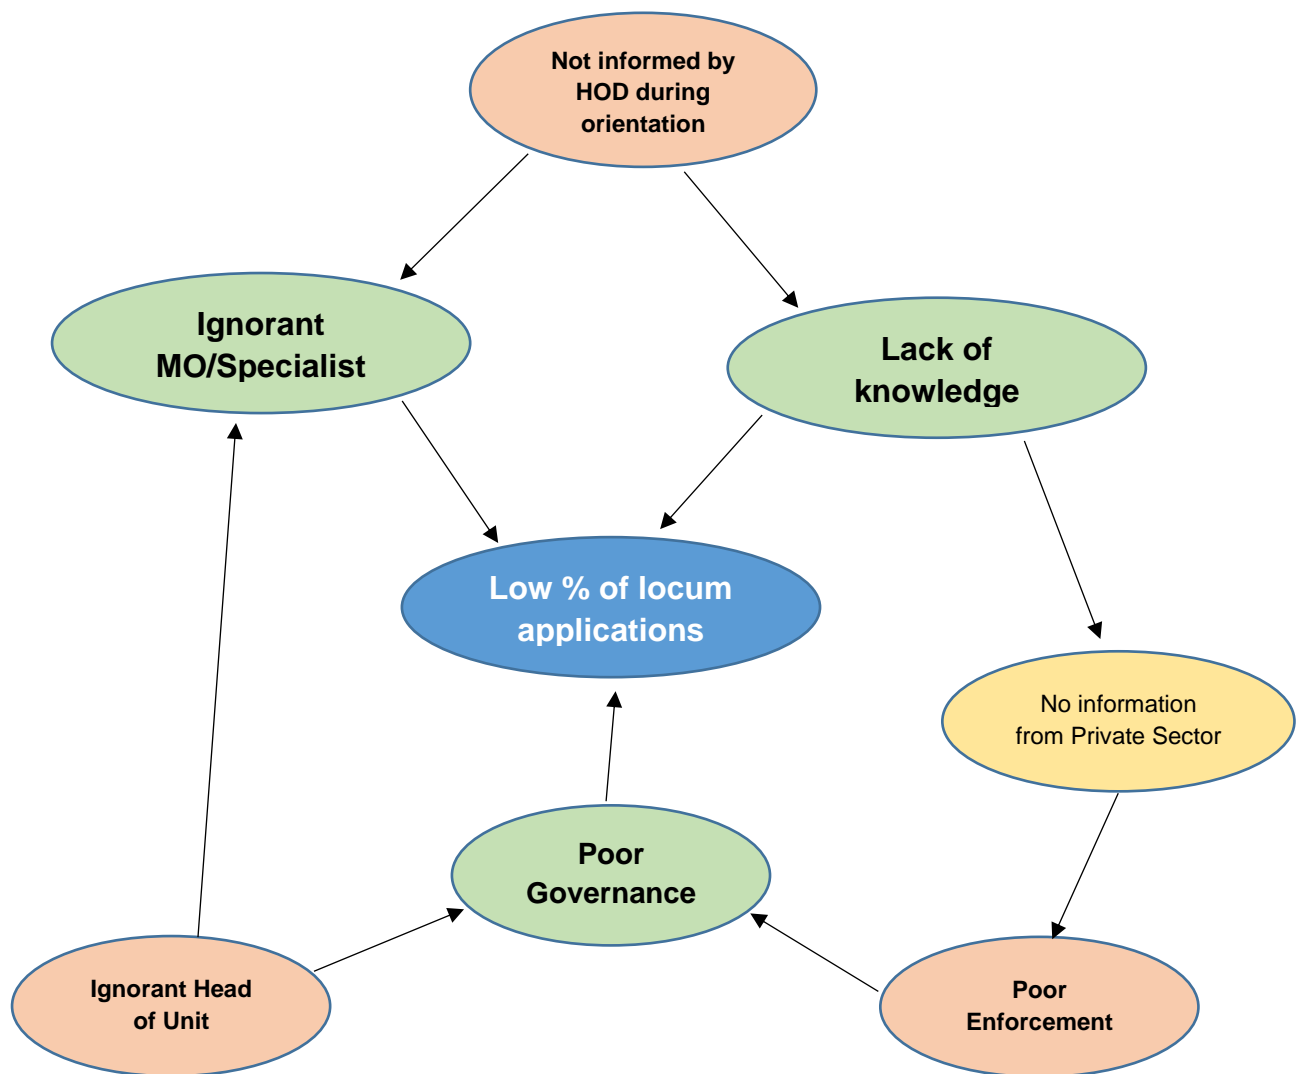 Not informed by
HOD during
orientation
Ignorant
MO/Specialist
Lack of
knowledge
Low % of locum
applications
No information
from Private Sector
Poor
Governance
Ignorant Head
of Unit
Poor
Enforcement